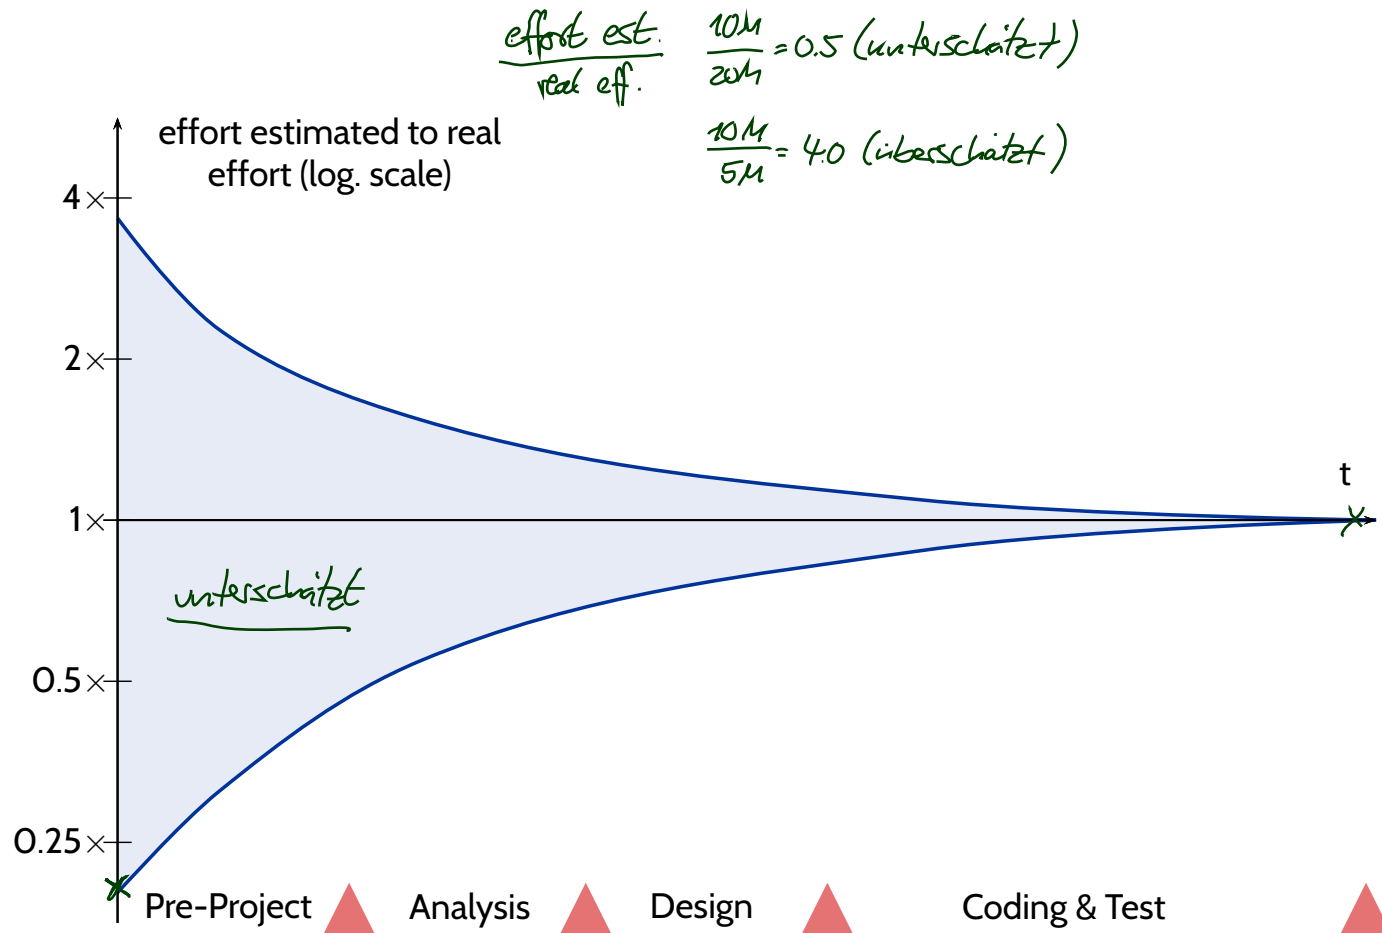 effort est.
real eff.
10M
20M
= 0.5 (unterschätzt)
10M
5M
= 4.0 (überschätzt)
effort estimated to real
effort (log. scale)
4×
2×
t
1×
unterschätzt
0.5×
0.25×
Pre-Project Analysis Design Coding & Test